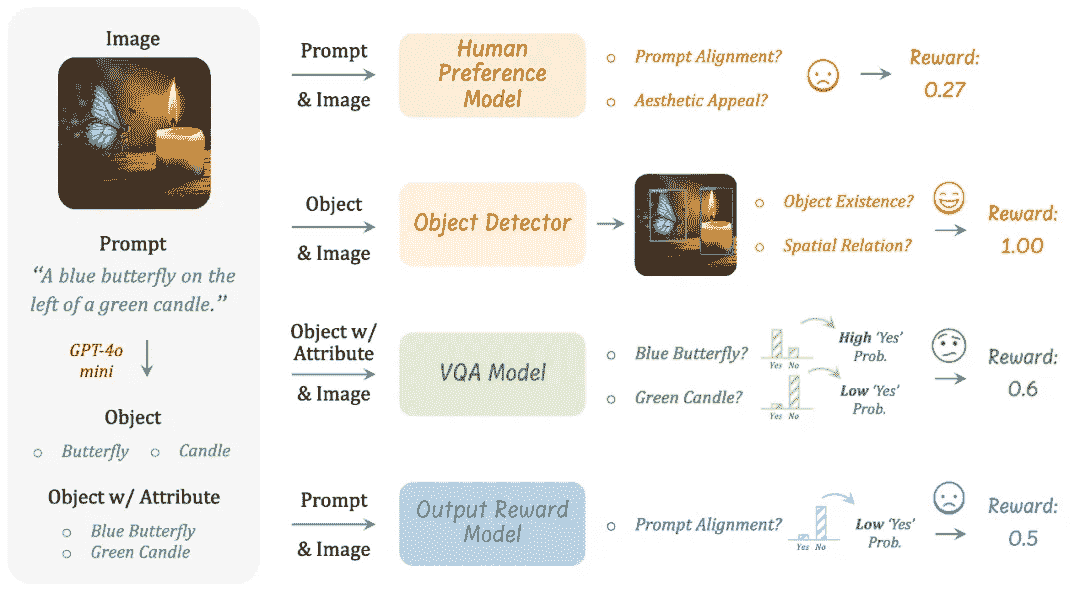 Image
Prompt
“A blue butterfly on the
left of a green candle.”
GPT-4o
mini
Object
Butterfly
Candle
Object w/ Attribute
Blue Butterfly
Green Candle
Prompt
& Image
Human
Preference
Model
Prompt Alignment?
Aesthetic Appeal?
Reward:
0.27
Object
& Image
Object Detector
Object Existence?
Spatial Relation?
Reward:
1.00
Object w/
Attribute
& Image
VQA Model
Blue Butterfly?
Yes No
High 'Yes'
Prob.
Green Candle?
Yes No
Low 'Yes'
Prob.
Reward:
0.6
Prompt
& Image
Output Reward
Model
Prompt Alignment?
Yes No
Low 'Yes'
Prob.
Reward:
0.5